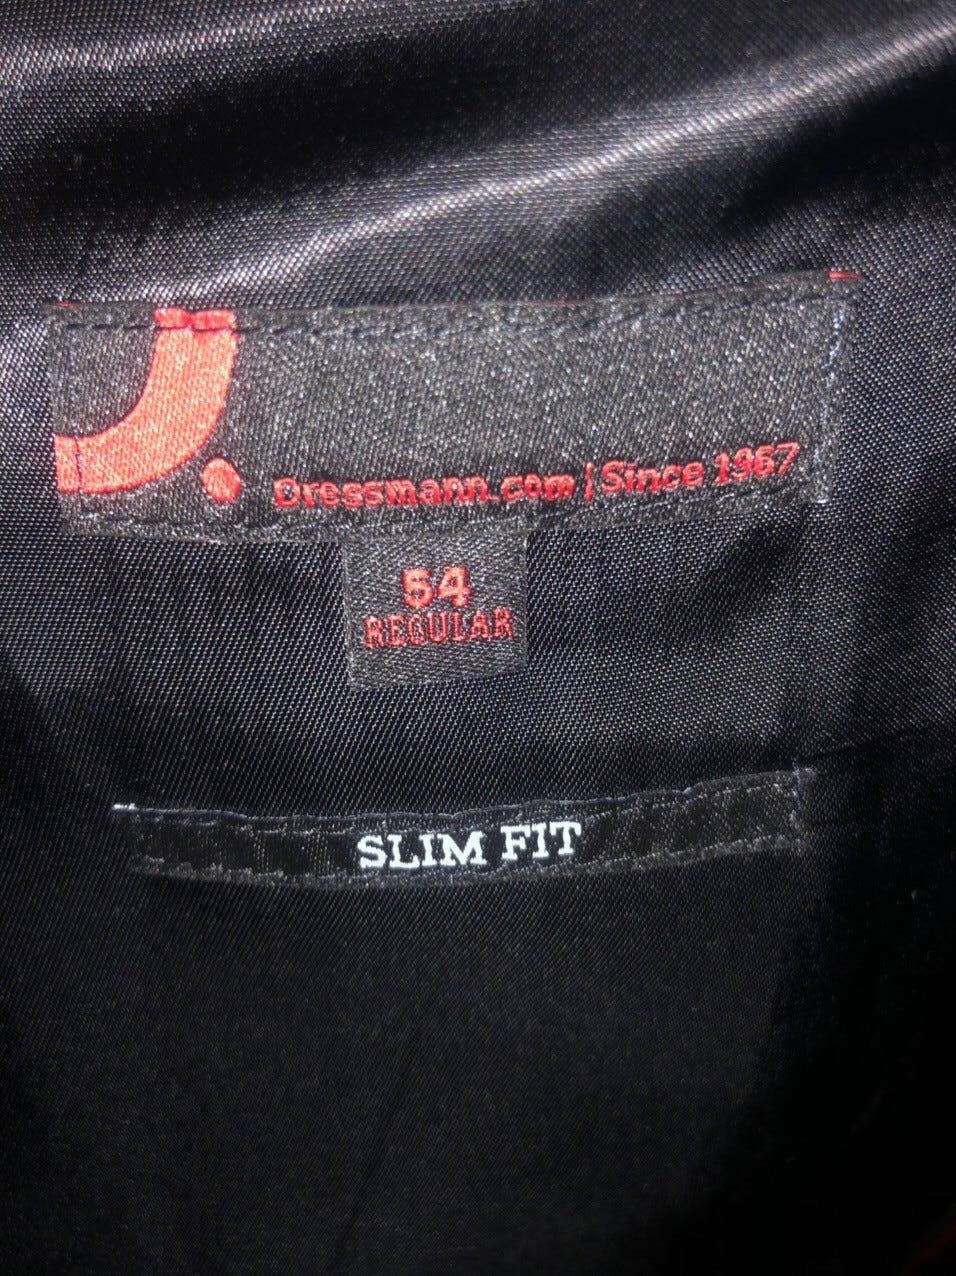 Dressmann.com | Since 1967
54
REGULAR
SLIM FIT